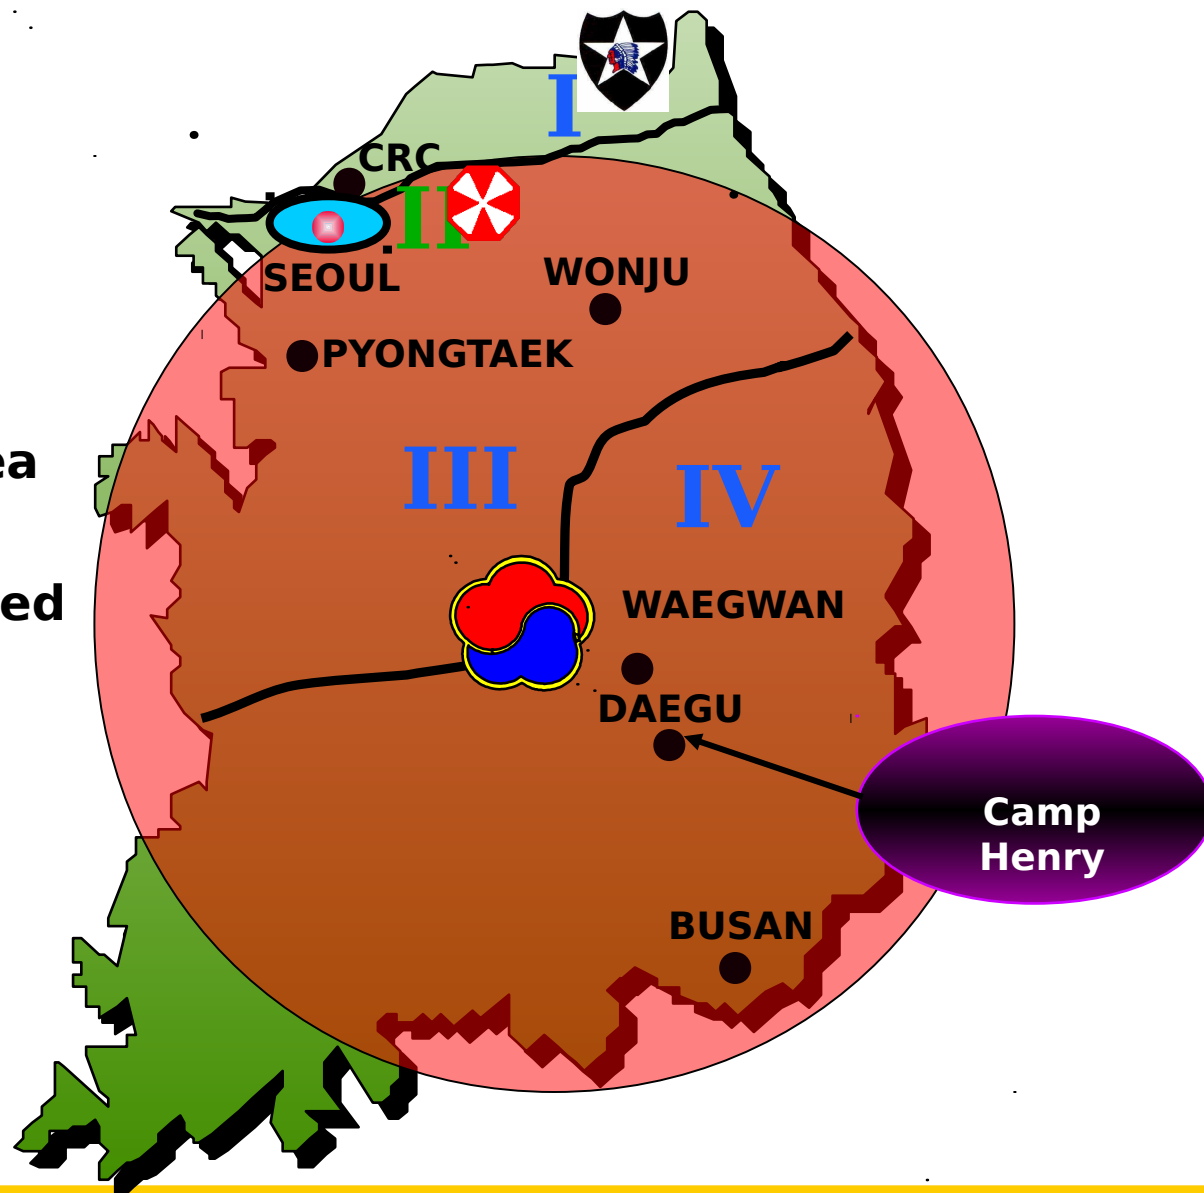 I
CRC
II
SEOUL
WONJU
PYONGTAEK
ea
III
IV
ed
WAEGWAN
DAEGU
Camp
Henry
BUSAN